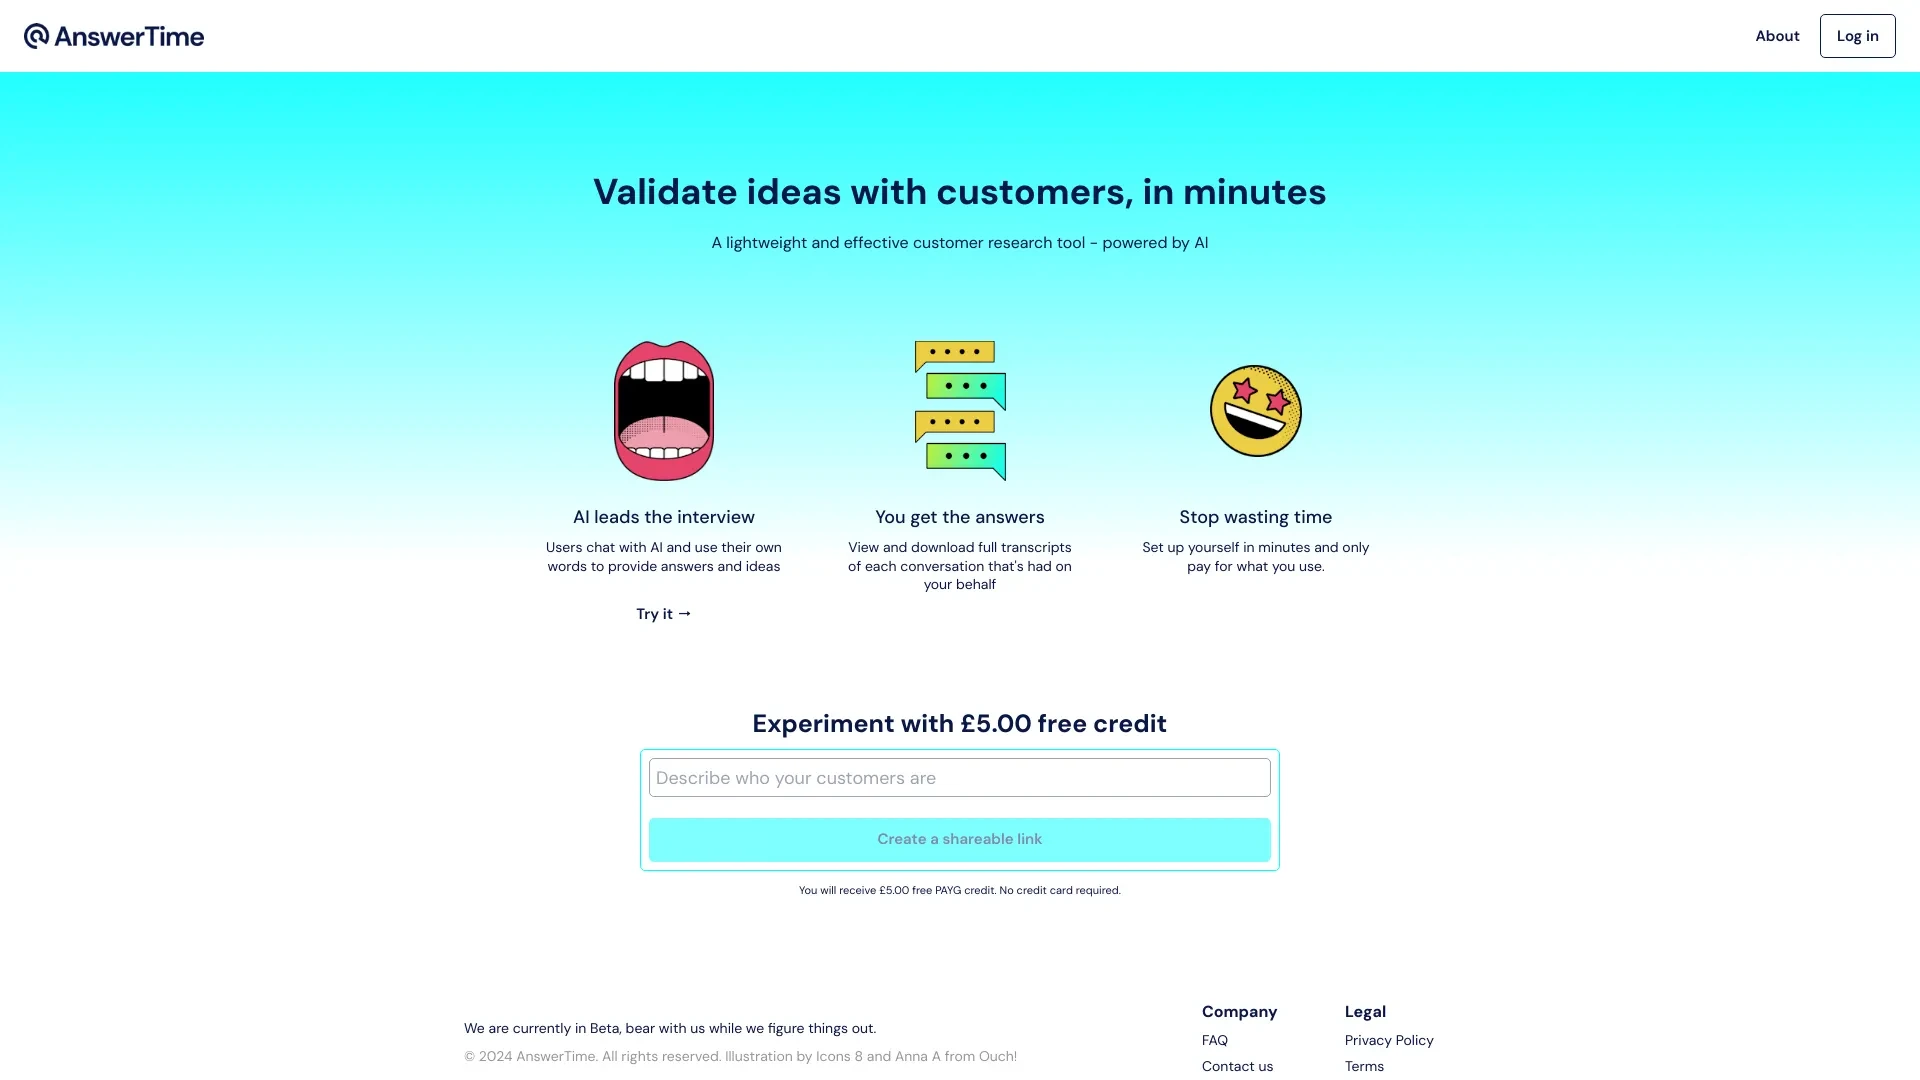 AnswerTime
About
Log in
Validate ideas with customers, in minutes
A lightweight and effective customer research tool - powered by AI
AI leads the interview
Users chat with AI and use their own
words to provide answers and ideas
Try it →
You get the answers
View and download full transcripts
of each conversation that's had on
your behalf
Stop wasting time
Set up yourself in minutes and only
pay for what you use.
Experiment with £5.00 free credit
Describe who your customers are
Create a shareable link
You will receive £5.00 free PAYG credit. No credit card required.
We are currently in Beta, bear with us while we figure things out.
© 2024 AnswerTime. All rights reserved. Illustration by Icons 8 and Anna A from Ouch!
Company
FAQ
Contact us
Legal
Privacy Policy
Terms